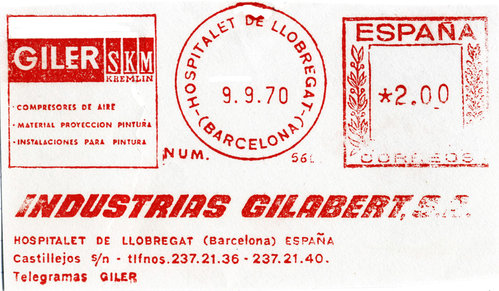 GILER SKM
KREMLIN
· COMPRESORES DE AIRE
· MATERIAL PROYECCION PINTURA
· INSTALACIONES PARA PINTURA
HOSPITALET DE LLOBREGAT
(BARCELONA)
9.9.70
NUM.
ESPAÑA
*2.00
CORREOS
INDUSTRIAS GILABERT, S.A.
HOSPITALET DE LLOBREGAT (Barcelona) ESPAÑA
Castillejos s/n - tlfnos.237.21.36 - 237.21.40.
Telegramas GILER